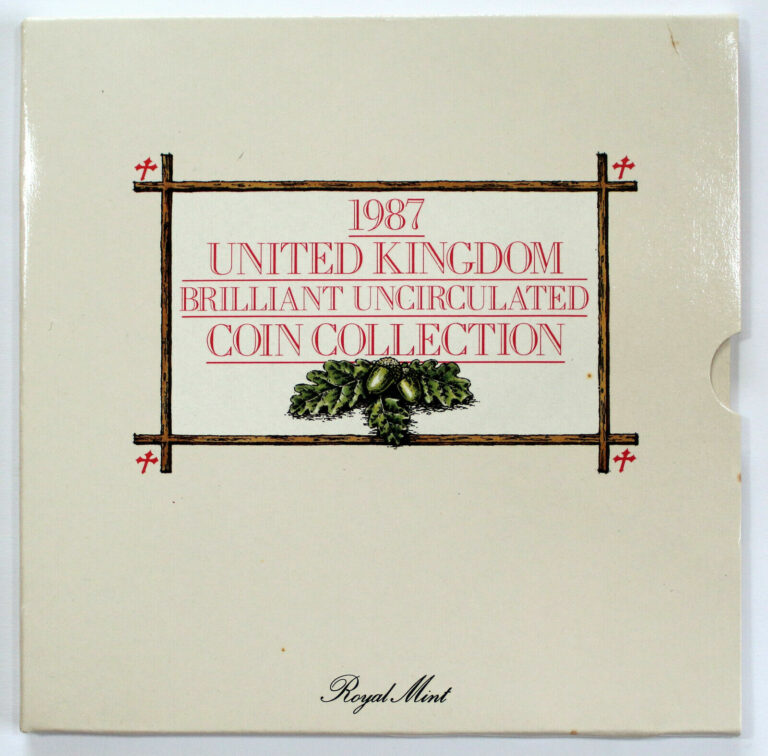 1987
UNITED KINGDOM
BRILLIANT UNCIRCULATED
COIN COLLECTION
Royal Mint